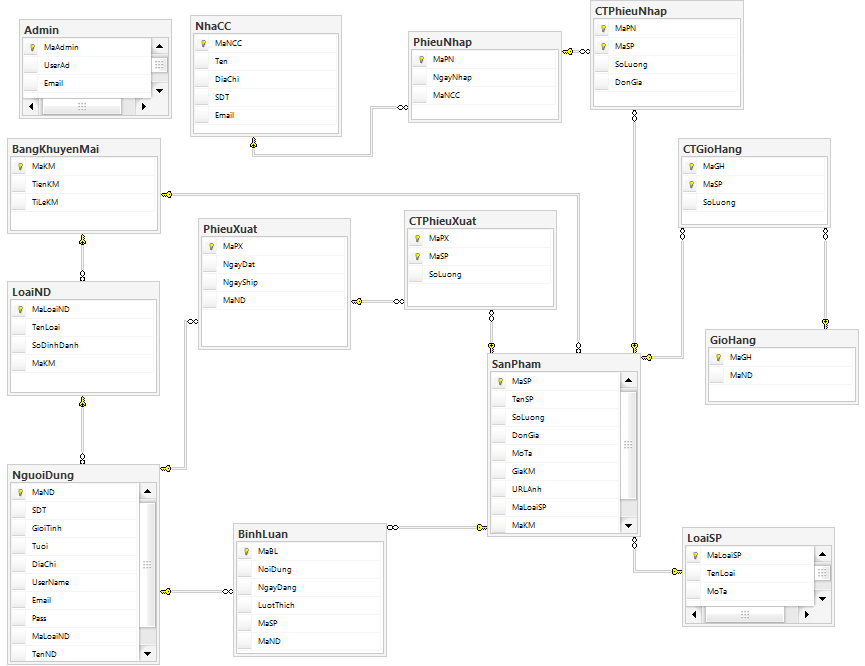 Admin
MaAdmin
UserAd
Email
NhaCC
MaNCC
Ten
DiaChi
SDT
Email
PhieuNhap
MaPN
NgayNhap
MaNCC
CTPhieuNhap
MaPN
MaSP
SoLuong
DonGia
BangKhuyenMai
MaKM
TienKM
TiLeKM
PhieuXuat
MaPX
NgayDat
NgayShip
MaND
CTPhieuXuat
MaPX
MaSP
SoLuong
CTGioHang
MaGH
MaSP
SoLuong
LoaiND
MaLoaiND
TenLoai
SoDinhDanh
MaKM
GioHang
MaGH
MaND
SanPham
MaSP
TenSP
SoLuong
DonGia
MoTa
GiaKM
URLAnh
MaLoaiSP
MaKM
NguoiDung
MaND
SDT
GioiTinh
Tuoi
DiaChi
UserName
Email
Pass
MaLoaiND
TenND
BinhLuan
MaBL
NoiDung
NgayDang
LuotThich
MaSP
MaND
LoaiSP
MaLoaiSP
TenLoai
MoTa